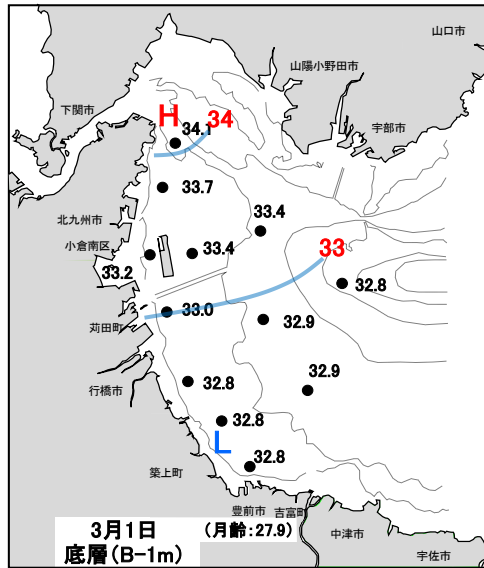 山口市
山陽小野田市
下関市
H
34
34.1
宇部市
33.7
北九州市
33.4
小倉南区
33.4
33
33.2
32.8
33.0
苅田町
32.9
行橋市
32.8
32.9
32.8
L
築上町
32.8
豊前市
吉富町
3月1日
(月齢:27.9)
中津市
底層(B-1m)
宇佐市